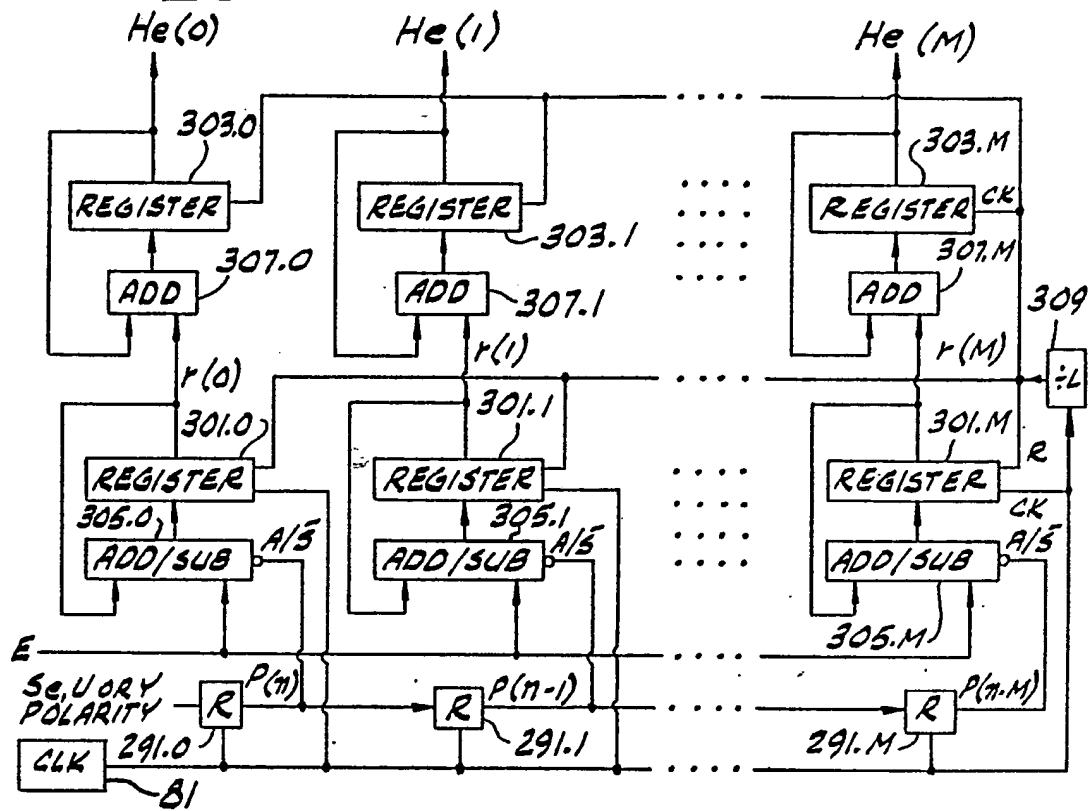 He(0) He(1) He(M)
303.0 303.M
REGISTER REGISTER REGISTER CK
303.1
307.0 307.M
ADD ADD ADD 309
307.1
r(0) r(1) r(M) ÷L
301.0 301.1 301.M
R
REGISTER REGISTER REGISTER
CK
305.0 305.1
A/S̄ A/S̄ A/S̄
ADD/SUB ADD/SUB ADD/SUB
305.M
E
Se, U OR Y P(n) P(n-1) P(n-M)
POLARITY R R R
291.0 291.1 291.M
CLK
81